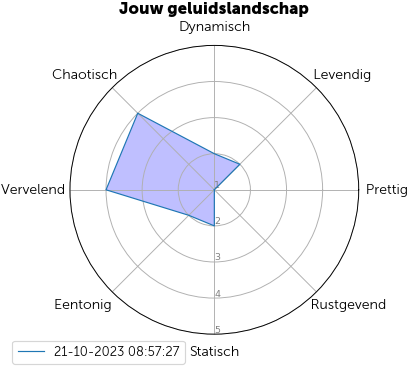 Jouw geluidslandschap
Dynamisch
Chaotisch
Levendig
Vervelend
Prettig
Eentonig
Rustgevend
Statisch
1
2
3
4
5
21-10-2023 08:57:27